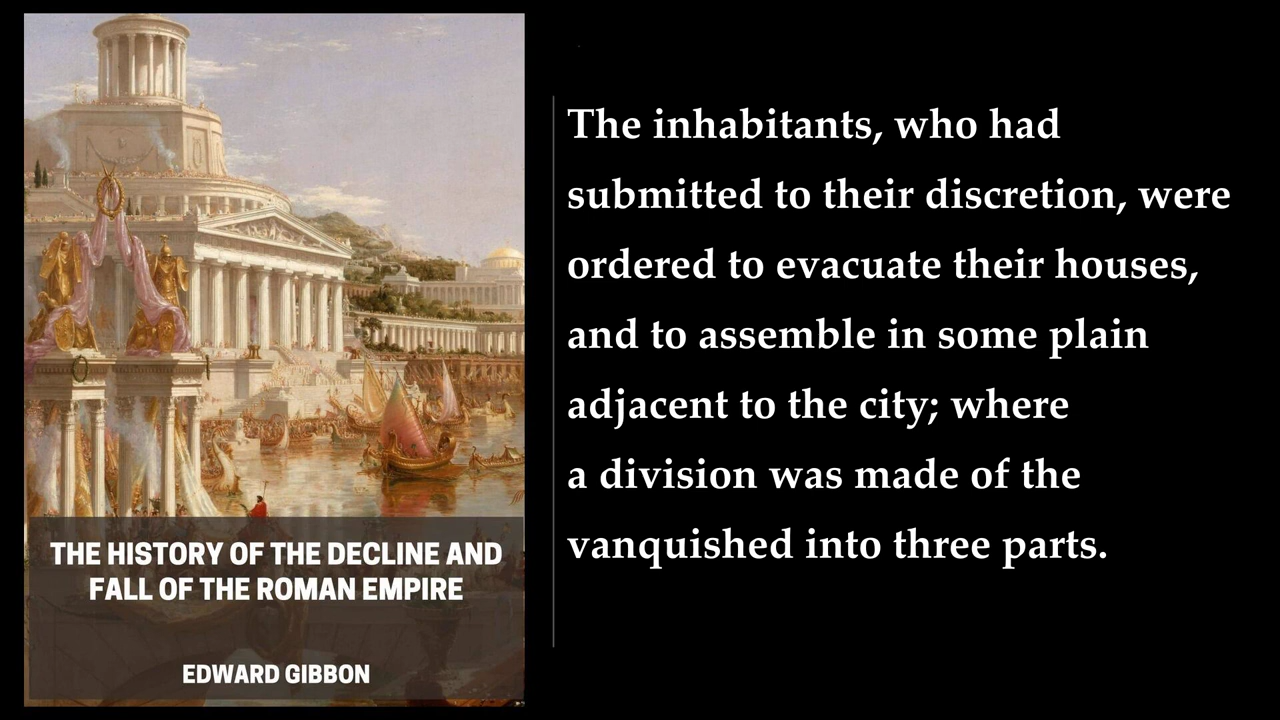 THE HISTORY OF THE DECLINE AND
FALL OF THE ROMAN EMPIRE
EDWARD GIBBON
The inhabitants, who had
submitted to their discretion, were
ordered to evacuate their houses,
and to assemble in some plain
adjacent to the city; where
a division was made of the
vanquished into three parts.